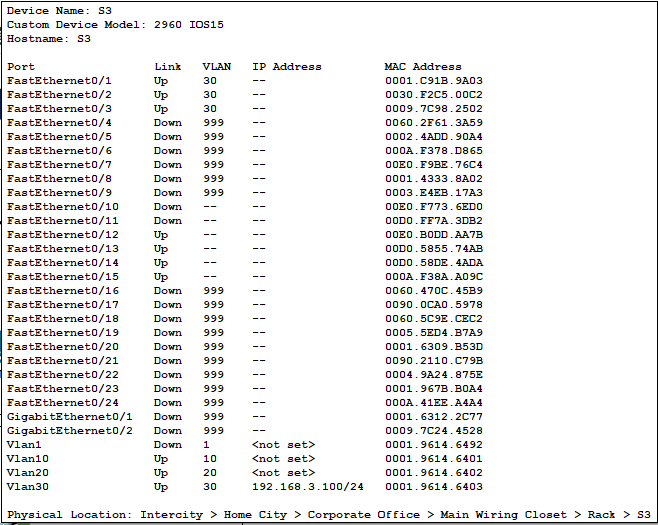 Device Name: S3
Custom Device Model: 2960 IOS15
Hostname: S3
Port Link VLAN IP Address MAC Address
FastEthernet0/1 Up 30 -- 0001.C91B.9A03
FastEthernet0/2 Up 30 -- 0030.F2C5.00C2
FastEthernet0/3 Up 30 -- 0009.7C98.2502
FastEthernet0/4 Down 999 -- 0060.2F61.3A59
FastEthernet0/5 Down 999 -- 0002.4ADD.90A4
FastEthernet0/6 Down 999 -- 000A.F378.D865
FastEthernet0/7 Down 999 -- 00E0.F9BE.76C4
FastEthernet0/8 Down 999 -- 0001.4333.8A02
FastEthernet0/9 Down 999 -- 0003.E4EB.17A3
FastEthernet0/10 Down -- -- 00E0.F773.6ED0
FastEthernet0/11 Down -- -- 00D0.FF7A.3DB2
FastEthernet0/12 Up -- -- 00E0.B0DD.AA7B
FastEthernet0/13 Up -- -- 00D0.5855.74AB
FastEthernet0/14 Up -- -- 00D0.58DE.4ADA
FastEthernet0/15 Up -- -- 000A.F38A.A09C
FastEthernet0/16 Down 999 -- 0060.470C.45B9
FastEthernet0/17 Down 999 -- 0090.0CA0.5978
FastEthernet0/18 Down 999 -- 0060.5C9E.CEC2
FastEthernet0/19 Down 999 -- 0005.5ED4.B7A9
FastEthernet0/20 Down 999 -- 0001.6309.B53D
FastEthernet0/21 Down 999 -- 0090.2110.C79B
FastEthernet0/22 Down 999 -- 0004.9A24.875E
FastEthernet0/23 Down 999 -- 0001.967B.B0A4
FastEthernet0/24 Down 999 -- 000A.41EE.A4A4
GigabitEthernet0/1 Down 999 -- 0001.6312.2C77
GigabitEthernet0/2 Down 999 -- 0009.7C24.4528
Vlan1 Down 1 <not set> 0001.9614.6492
Vlan10 Up 10 <not set> 0001.9614.6401
Vlan20 Up 20 <not set> 0001.9614.6402
Vlan30 Up 30 192.168.3.100/24 0001.9614.6403
Physical Location: Intercity > Home City > Corporate Office > Main Wiring Closet > Rack > S3